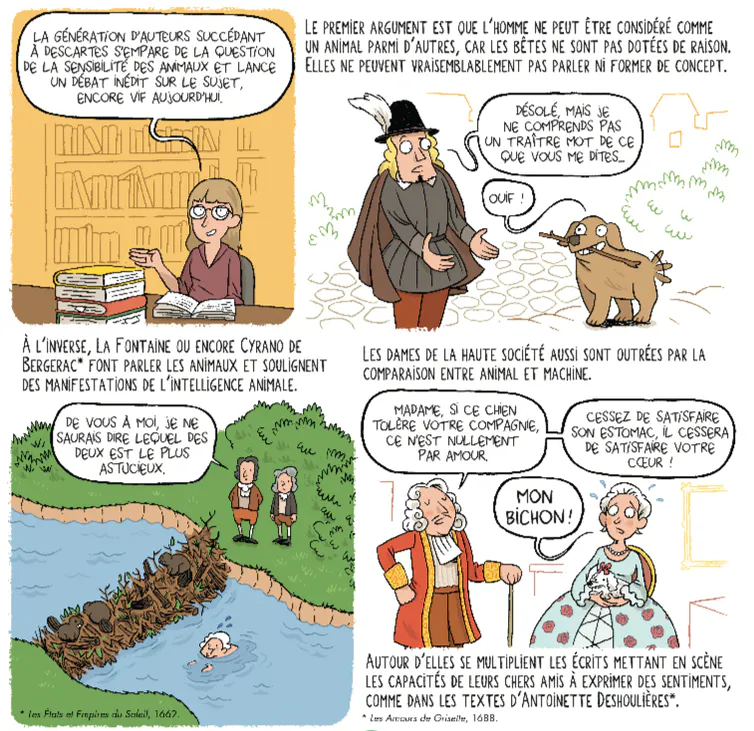 LA GÉNÉRATION D'AUTEURS SUCCÉDANT
À DESCARTES S'EMPARE DE LA QUESTION
DE LA SENSIBILITÉ DES ANIMAUX ET LANCE
UN DÉBAT INÉDIT SUR LE SUJET,
ENCORE VIF AUJOURD'HUI.
LE PREMIER ARGUMENT EST QUE L'HOMME NE PEUT ÊTRE CONSIDÉRÉ COMME
UN ANIMAL PARMI D'AUTRES, CAR LES BÊTES NE SONT PAS DOTÉES DE RAISON.
ELLES NE PEUVENT VRAISEMBLABLEMENT PAS PARLER NI FORMER DE CONCEPT.
DÉSOLÉ, MAIS JE
NE COMPRENDS PAS
UN TRAÎTRE MOT DE CE
QUE VOUS ME DITES...
OUIF !
À L'INVERSE, LA FONTAINE OU ENCORE CYRANO DE
BERGERAC* FONT PARLER LES ANIMAUX ET SOULIGNENT
DES MANIFESTATIONS DE L'INTELLIGENCE ANIMALE.
DE VOUS À MOI, JE NE
SAURAIS DIRE LEQUEL DES
DEUX EST LE PLUS
ASTUCIEUX.
* Les États et Empires du Soleil, 1662.
LES DAMES DE LA HAUTE SOCIÉTÉ AUSSI SONT OUTRÉES PAR LA
COMPARAISON ENTRE ANIMAL ET MACHINE.
MADAME, SI CE CHIEN
TOLÈRE VOTRE COMPAGNIE,
CE N'EST NULLEMENT
PAR AMOUR.
CESSEZ DE SATISFAIRE
SON ESTOMAC, IL CESSERA
DE SATISFAIRE VOTRE
CŒUR !
MON
BICHON !
AUTOUR D'ELLES SE MULTIPLIENT LES ÉCRITS METTANT EN SCÈNE
LES CAPACITÉS DE LEURS CHERS AMIS À EXPRIMER DES SENTIMENTS,
COMME DANS LES TEXTES D'ANTOINETTE DESHOULIÈRES*.
* Les Amours de Grisette, 1688.